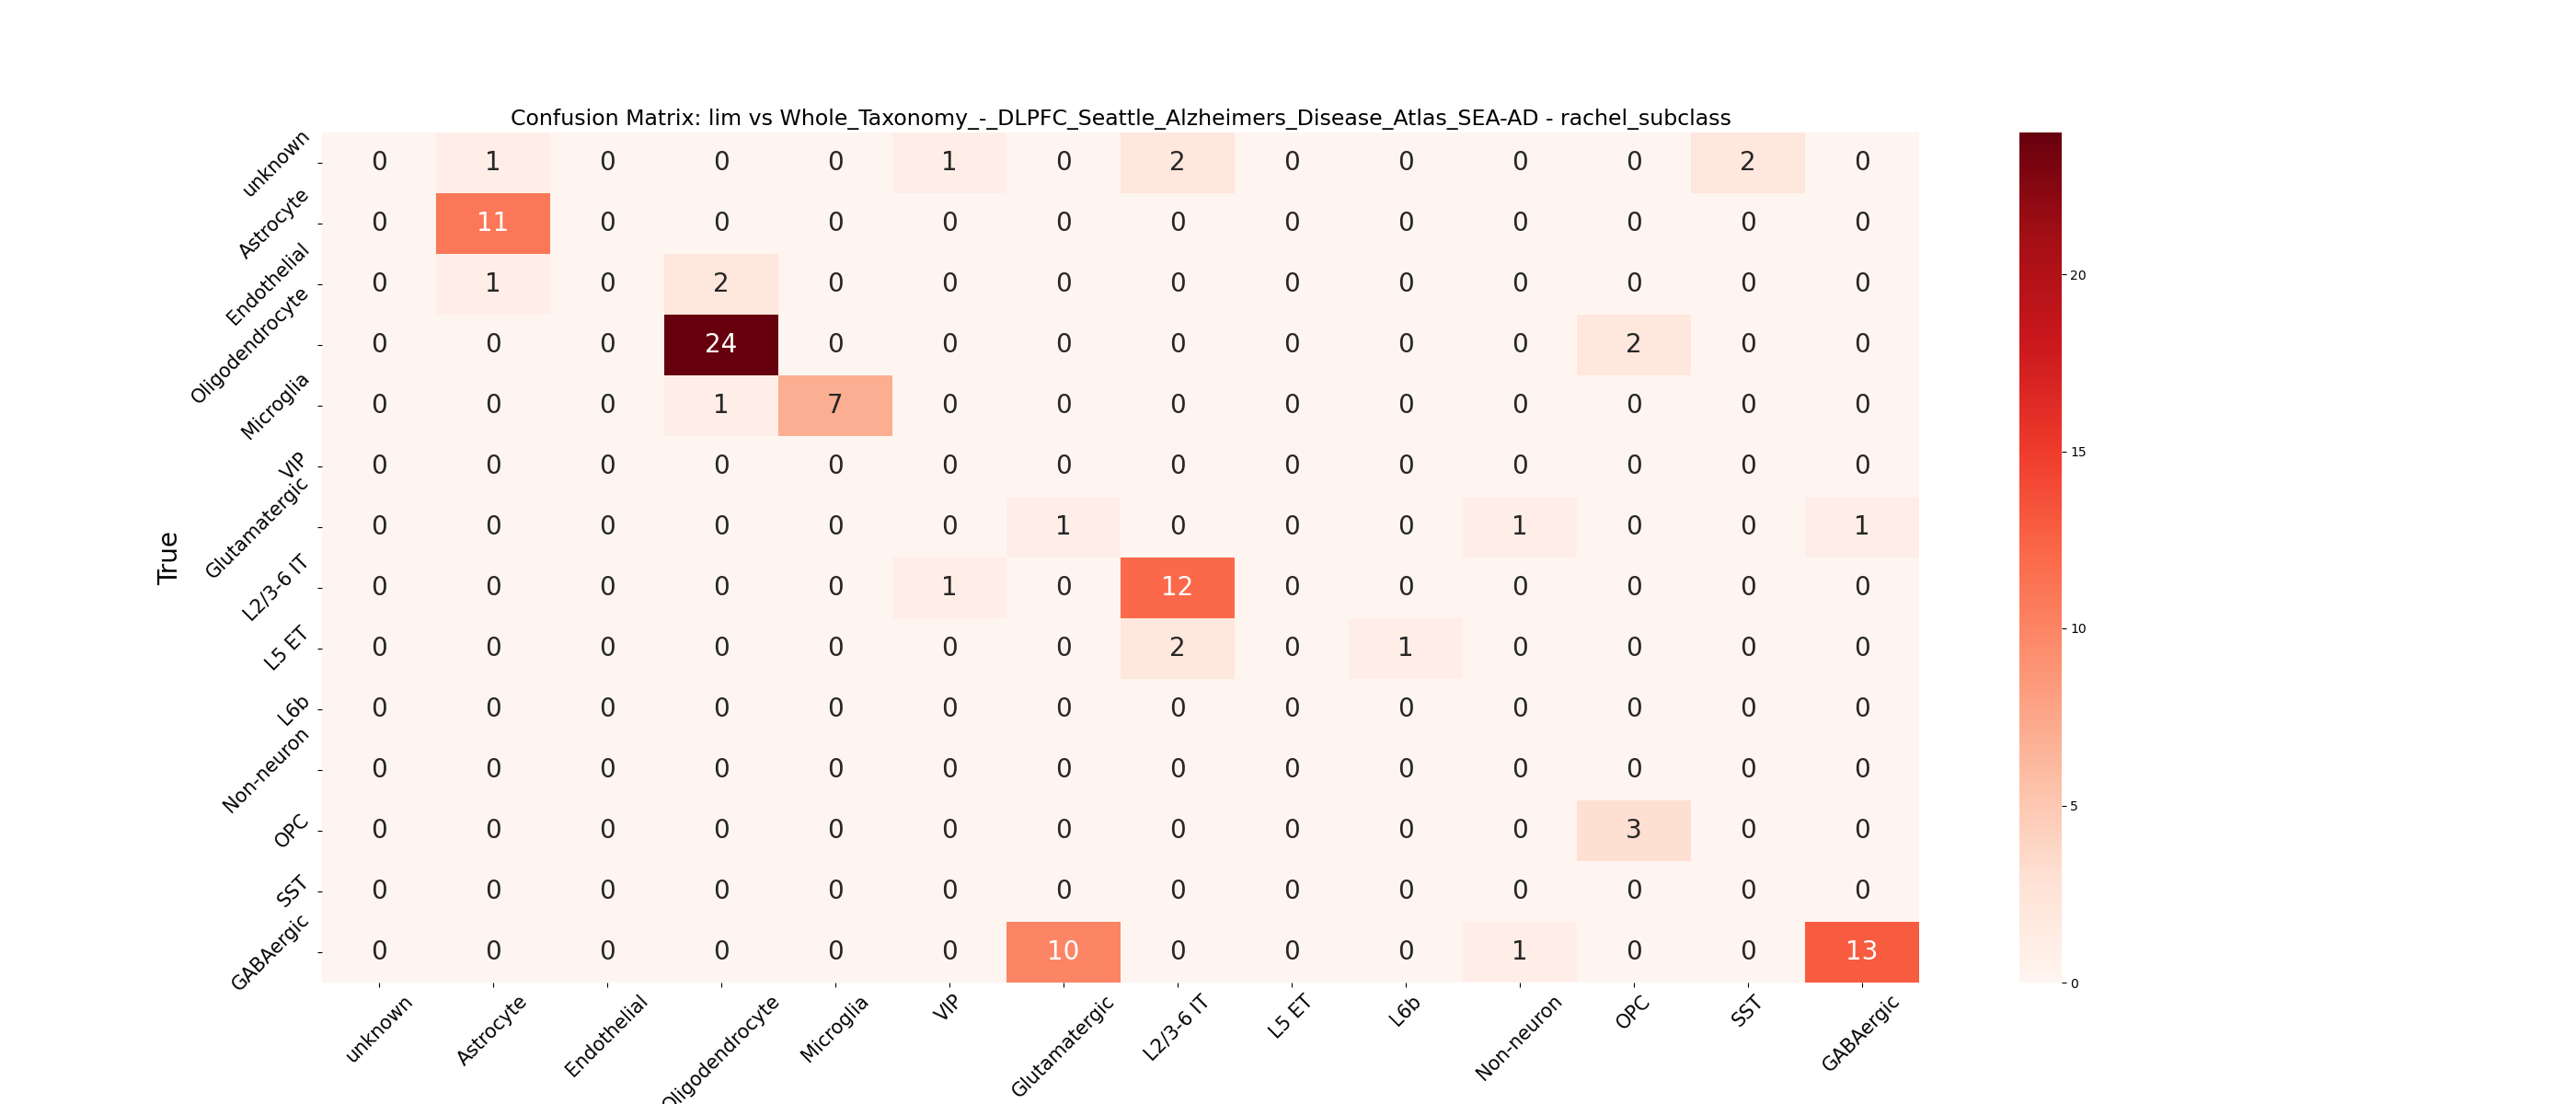 Confusion Matrix: lim vs Whole_Taxonomy_-_DLPFC_Seattle_Alzheimers_Disease_Atlas_SEA-AD - rachel_subclass
True
unknown 0 1 0 0 0 1 0 2 0 0 0 0 2 0
Astrocyte 0 11 0 0 0 0 0 0 0 0 0 0 0 0
Endothelial 0 1 0 2 0 0 0 0 0 0 0 0 0 0
Oligodendrocyte 0 0 0 24 0 0 0 0 0 0 0 2 0 0
Microglia 0 0 0 1 7 0 0 0 0 0 0 0 0 0
VIP 0 0 0 0 0 0 0 0 0 0 0 0 0 0
Glutamatergic 0 0 0 0 0 0 1 0 0 0 1 0 0 1
L2/3-6 IT 0 0 0 0 0 1 0 12 0 0 0 0 0 0
L5 ET 0 0 0 0 0 0 0 2 0 1 0 0 0 0
L6b 0 0 0 0 0 0 0 0 0 0 0 0 0 0
Non-neuron 0 0 0 0 0 0 0 0 0 0 0 0 0 0
OPC 0 0 0 0 0 0 0 0 0 0 0 3 0 0
SST 0 0 0 0 0 0 0 0 0 0 0 0 0 0
GABAergic 0 0 0 0 0 0 10 0 0 0 1 0 0 13
unknown Astrocyte Endothelial Oligodendrocyte Microglia VIP Glutamatergic L2/3-6 IT L5 ET L6b Non-neuron OPC SST GABAergic
20
15
10
5
0